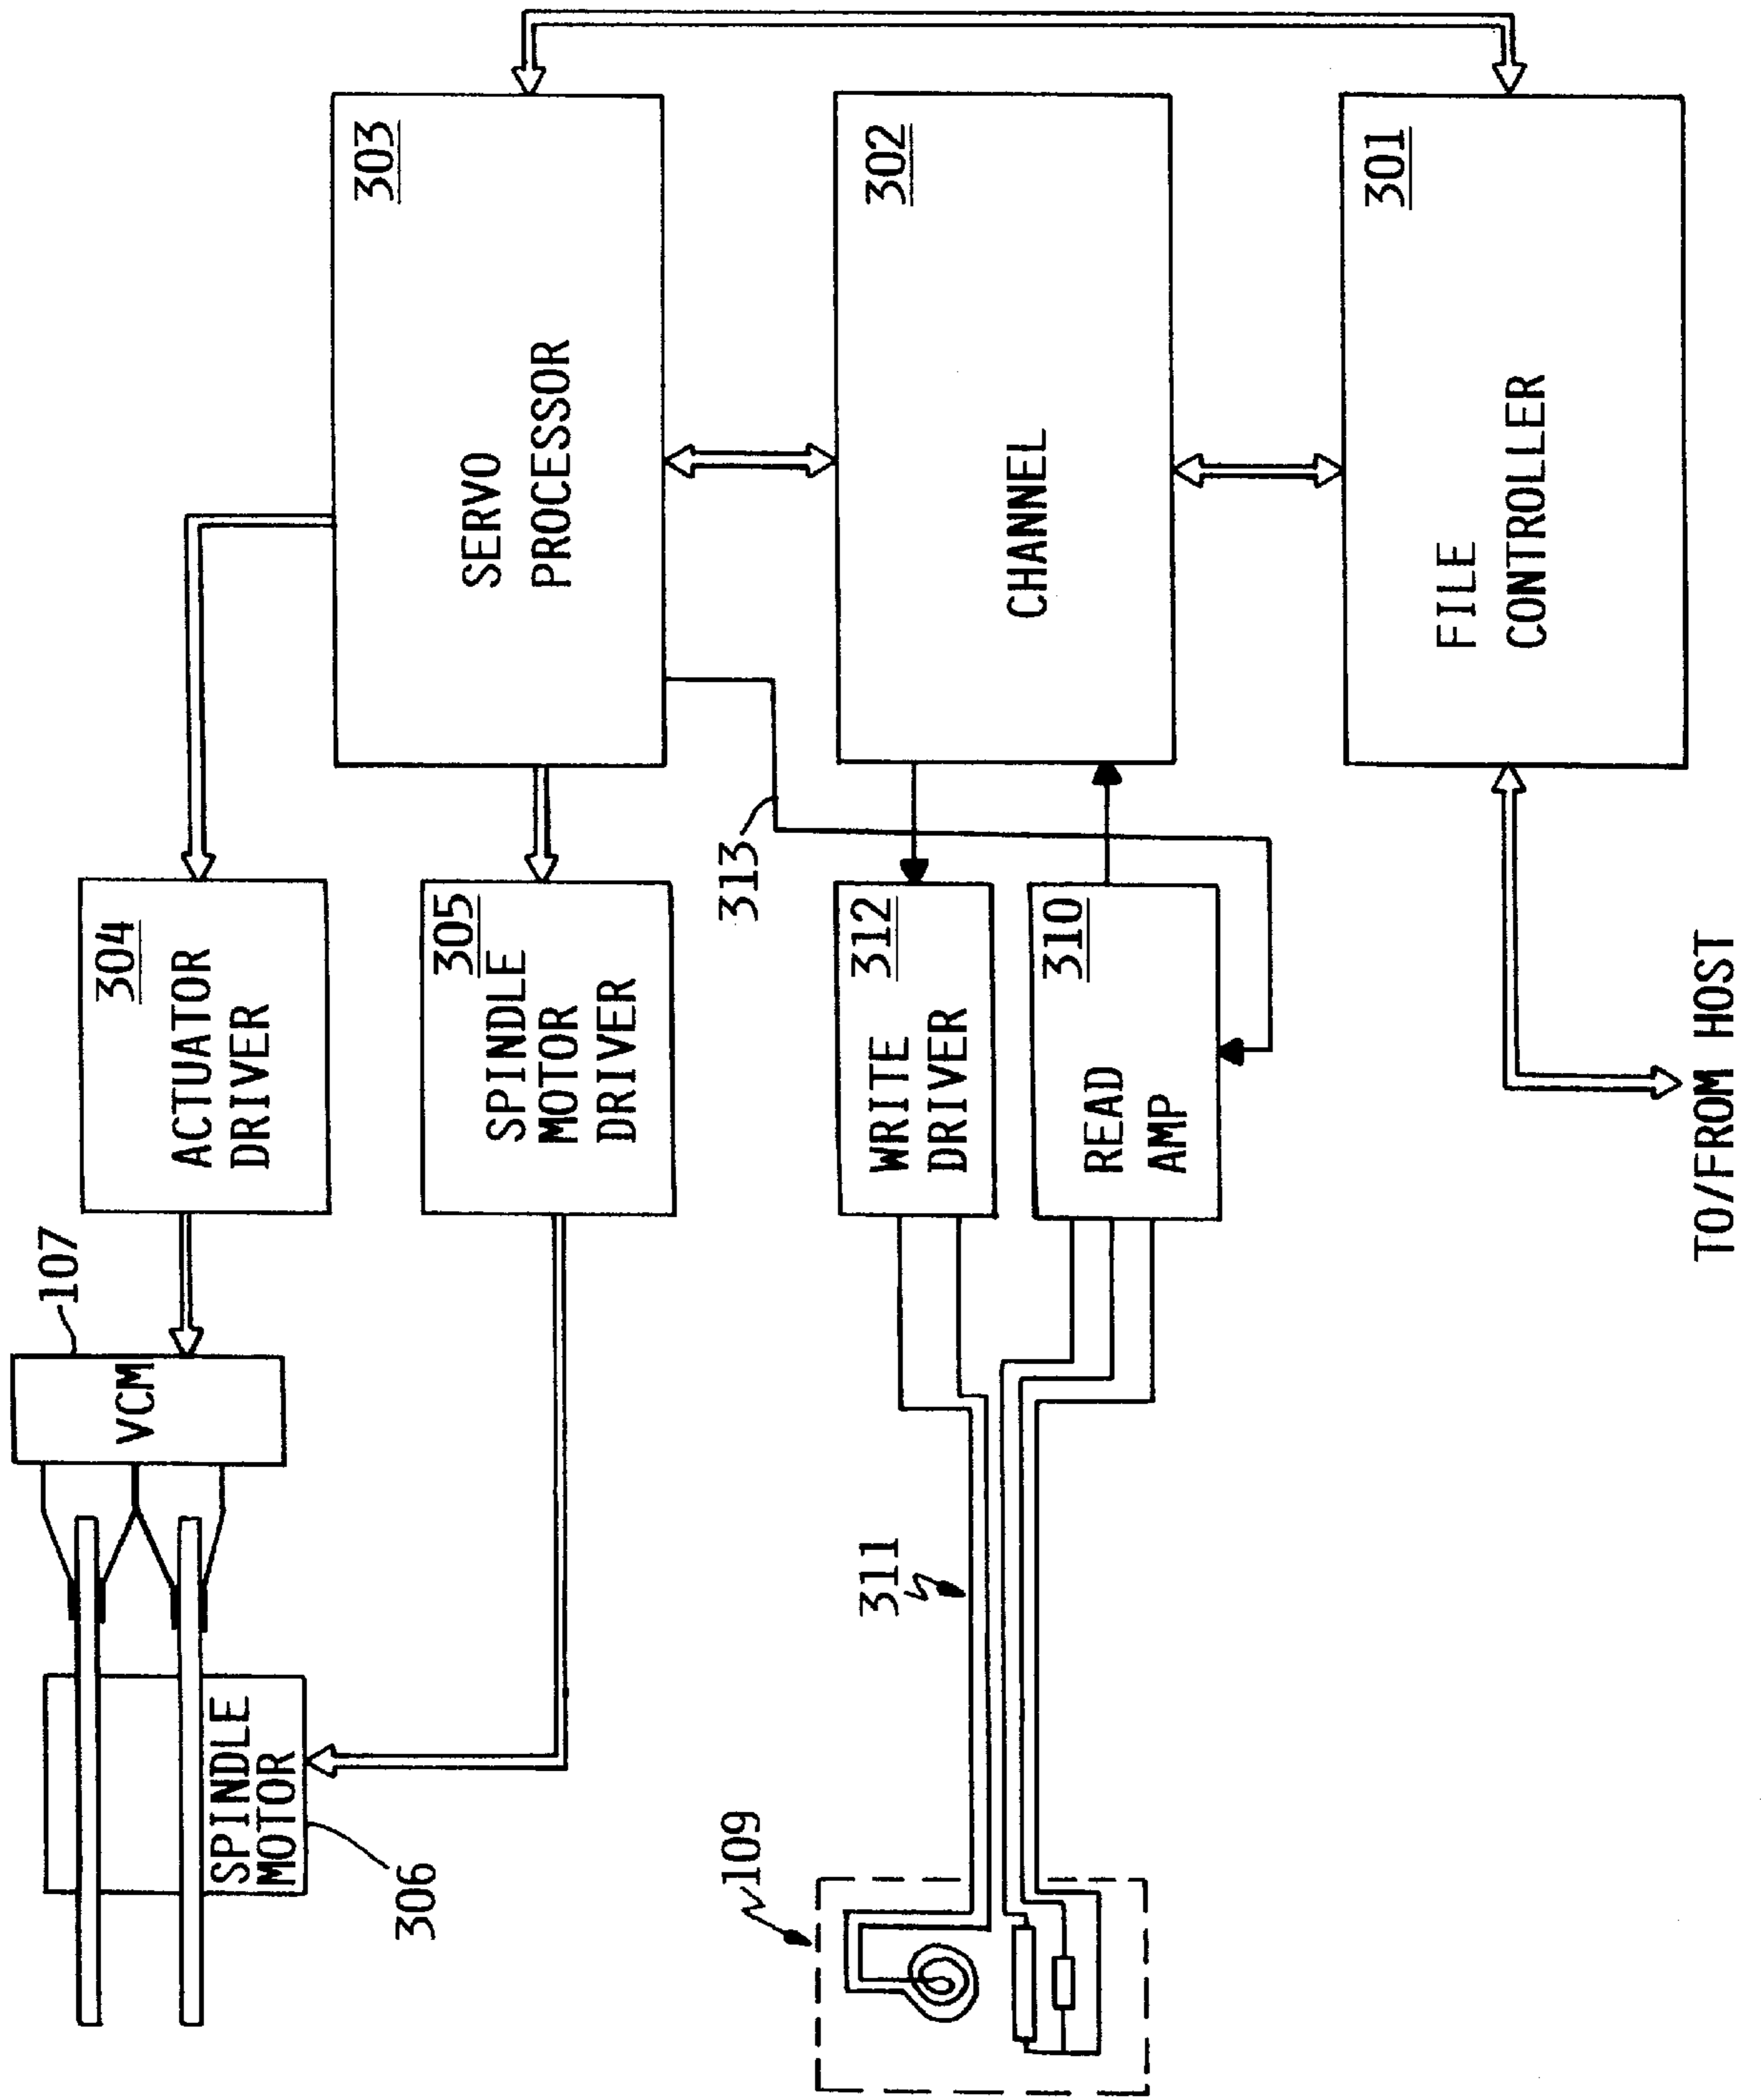 SPINDLE
MOTOR
306
VCM
107
ACTUATOR
DRIVER
304
SPINDLE
MOTOR
DRIVER
305
SERVO
PROCESSOR
303
313
109
311
WRITE
DRIVER
312
READ
AMP
310
CHANNEL
302
FILE
CONTROLLER
301
TO/FROM HOST